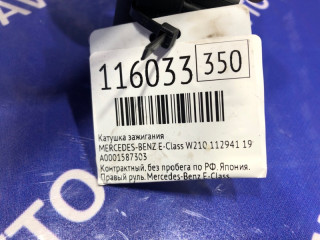 116033 350
Катушка зажигания
MERCEDES-BENZ E-Class W210 112941 19
A0001587303
Контрактный, без пробега по РФ. Япония.
Правый руль. Mercedes-Benz E-Class